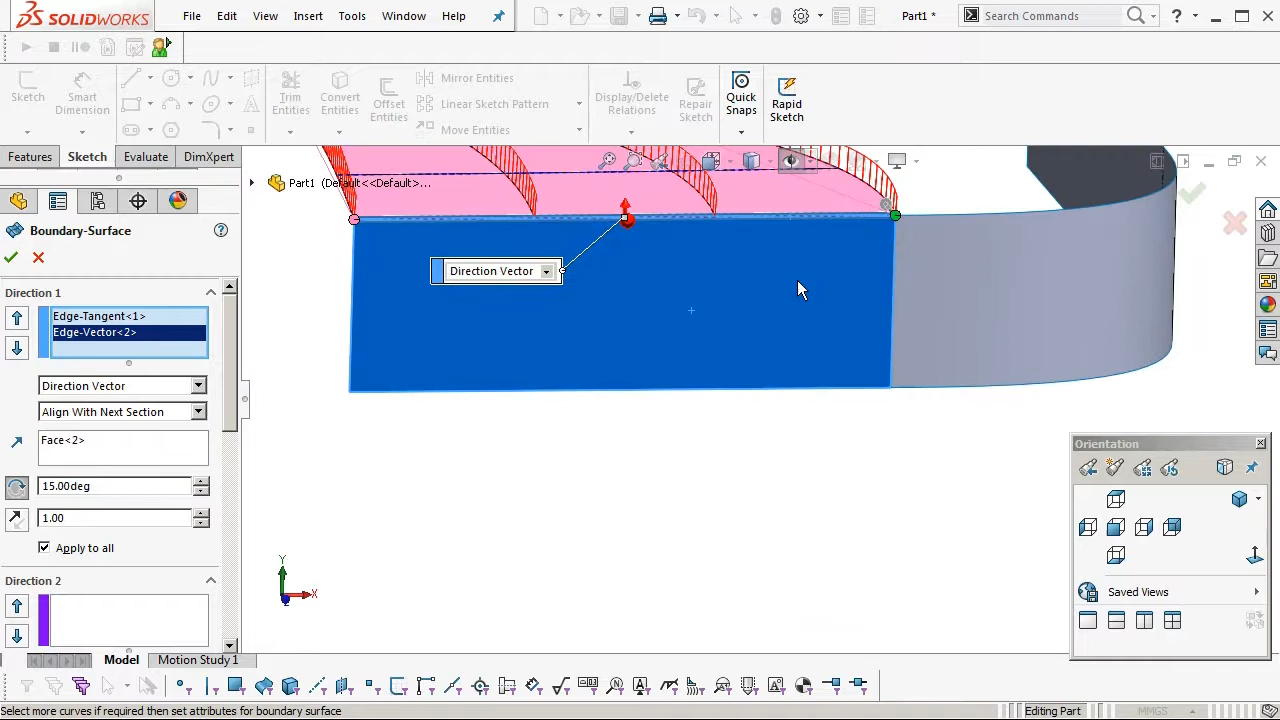 SOLIDWORKS
File Edit View Insert Tools Window Help
Part1 *
Search Commands
Sketch
Smart Dimension
Trim Entities
Convert Entities
Offset Entities
Mirror Entities
Linear Sketch Pattern
Move Entities
Display/Delete Relations
Repair Sketch
Quick Snaps
Rapid Sketch
Features Sketch Evaluate DimXpert
Part1 (Default<<Default>...
Boundary-Surface
Direction 1
Edge-Tangent<1>
Edge-Vector<2>
Direction Vector
Align With Next Section
Face<2>
15.00deg
1.00
Apply to all
Direction 2
Direction Vector
Y
X
Z
Orientation
Saved Views
Model Motion Study 1
Select more curves if required then set attributes for boundary surface
Editing Part
MMGS